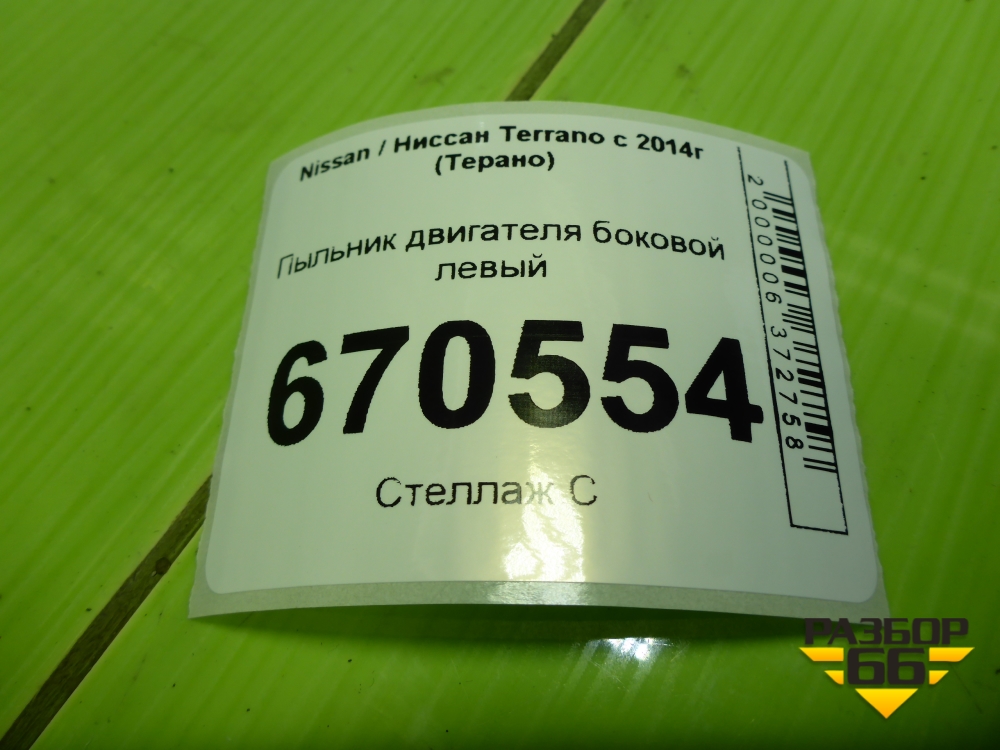 Nissan / Ниссан Terrano с 2014г
(Терано)
Пыльник двигателя боковой
левый
670554
Стеллаж С
2000006372758
РАЗБОР
66